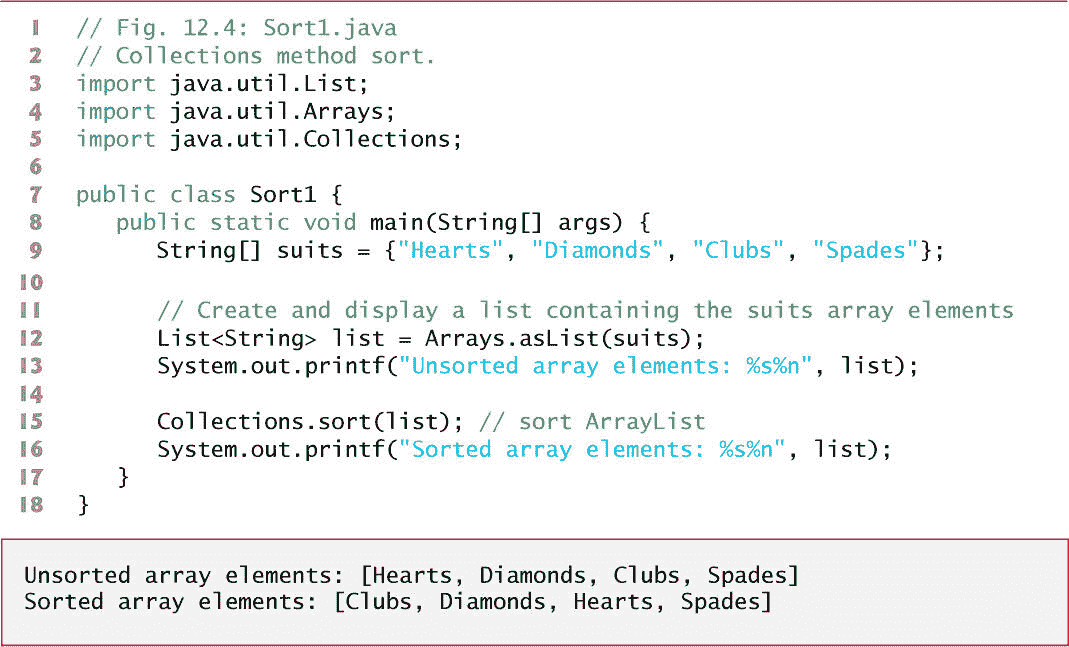 1 // Fig. 12.4: Sort1.java
2 // Collections method sort.
3 import java.util.List;
4 import java.util.Arrays;
5 import java.util.Collections;
6
7 public class Sort1 {
8    public static void main(String[] args) {
9       String[] suits = {"Hearts", "Diamonds", "Clubs", "Spades"};
10
11       // Create and display a list containing the suits array elements
12       List<String> list = Arrays.asList(suits);
13       System.out.printf("Unsorted array elements: %s%n", list);
14
15       Collections.sort(list); // sort ArrayList
16       System.out.printf("Sorted array elements: %s%n", list);
17    }
18 }
Unsorted array elements: [Hearts, Diamonds, Clubs, Spades]
Sorted array elements: [Clubs, Diamonds, Hearts, Spades]